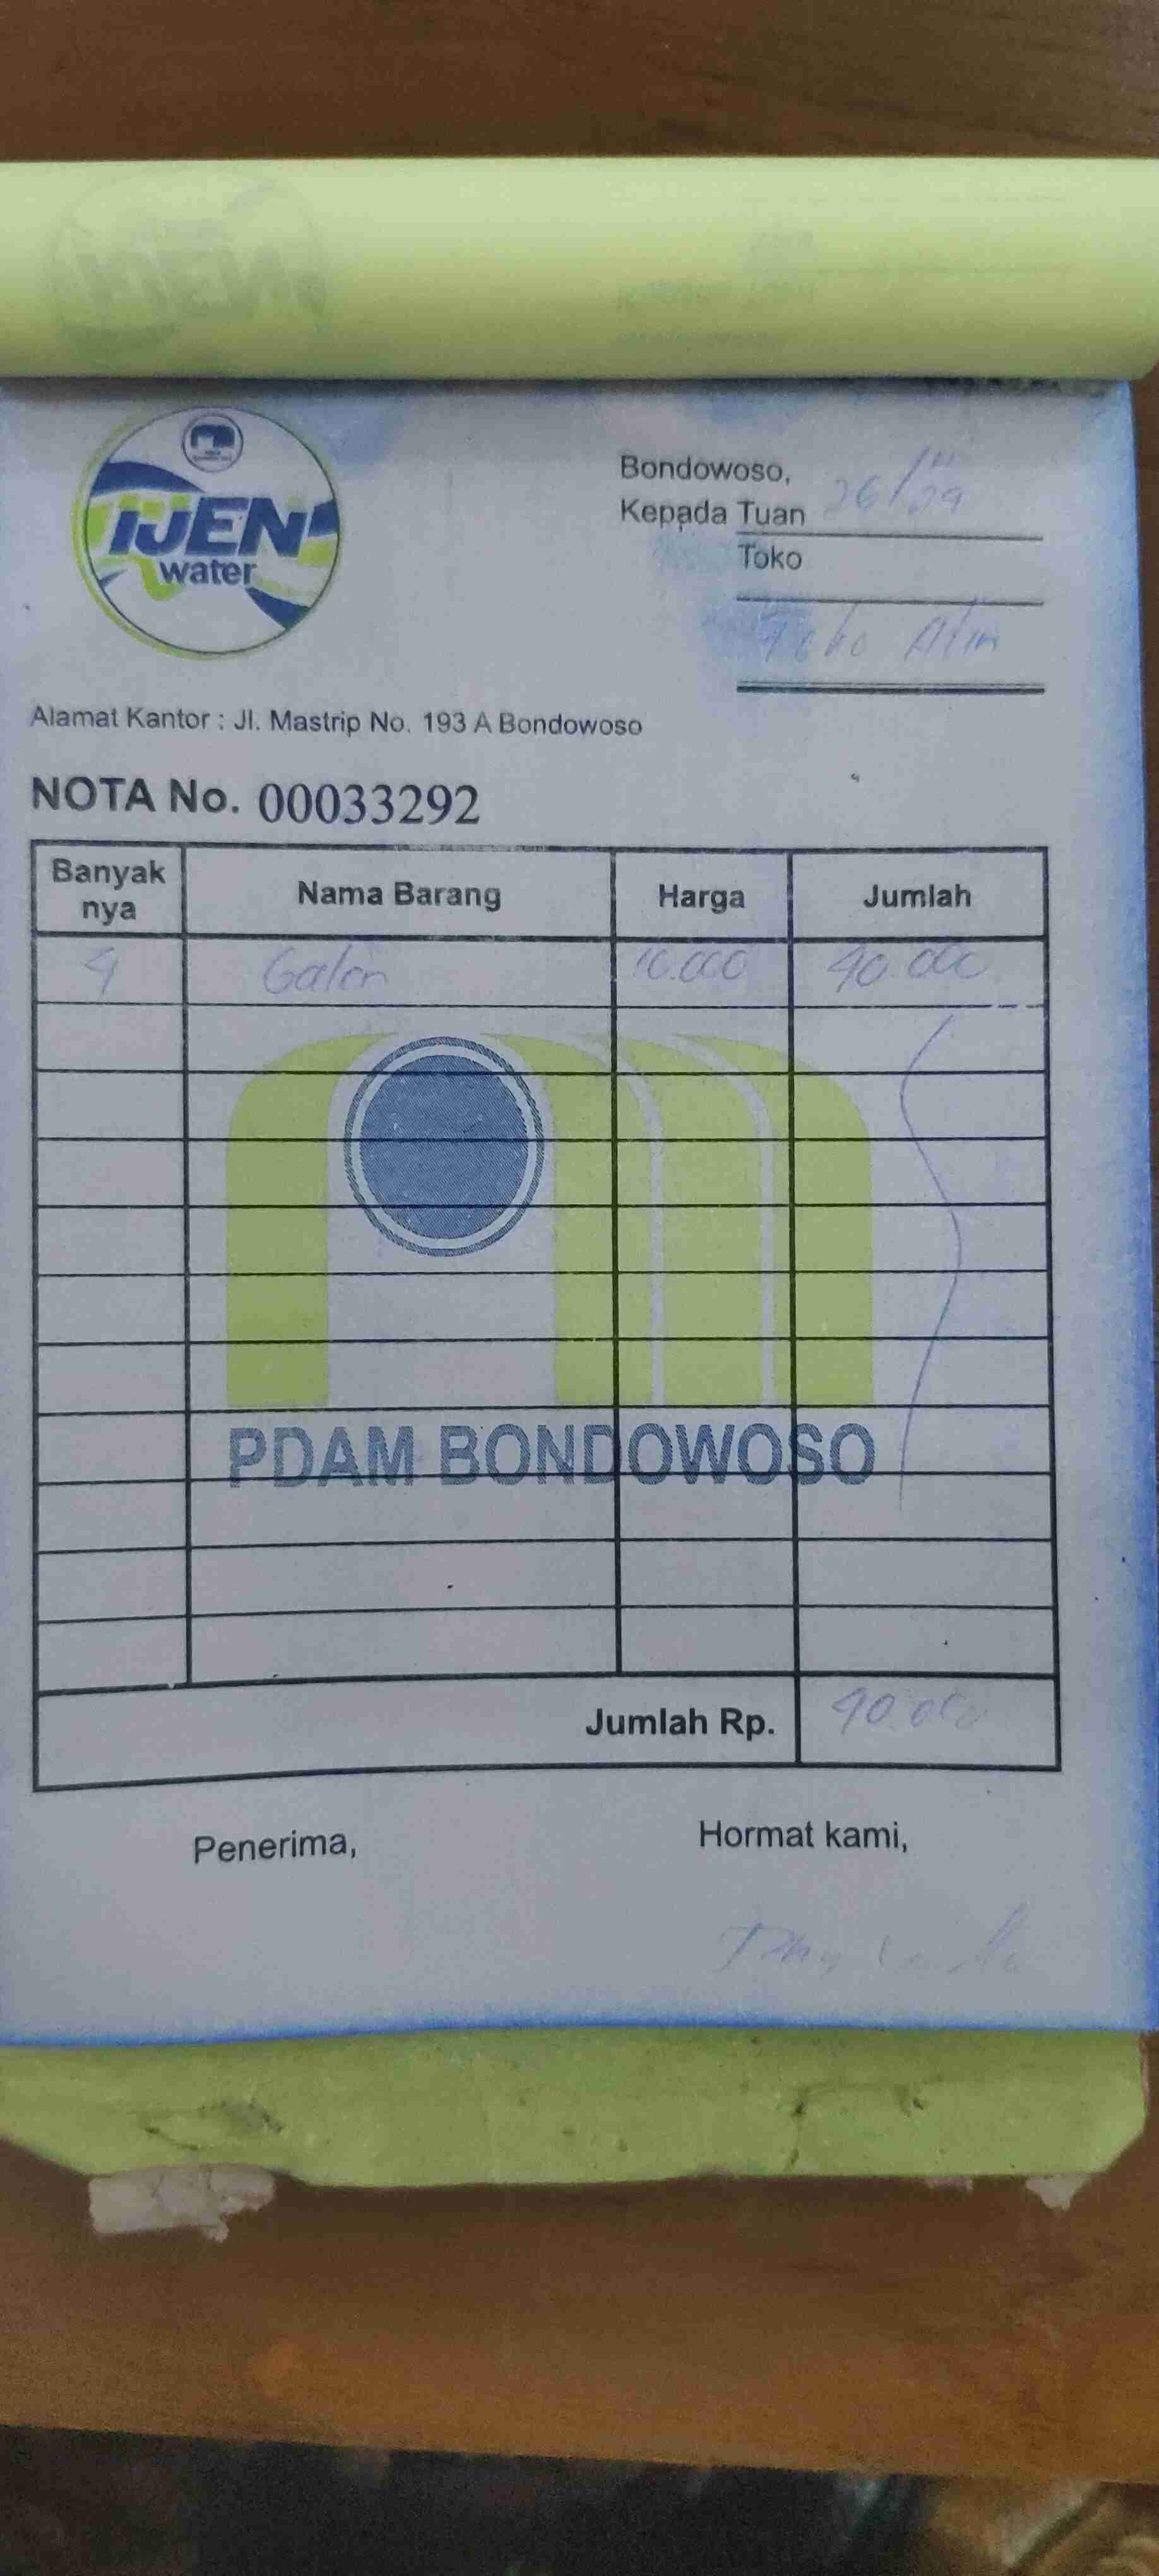 IJEN
water
Bondowoso, 26/11/24
Kepada Tuan
Toko
Toko Alin
Alamat Kantor : Jl. Mastrip No. 193 A Bondowoso
NOTA No. 00033292
Banyak nya Nama Barang Harga Jumlah
4 Galon 10.000 40.000
PDAM BONDOWOSO
Jumlah Rp. 40.000
Penerima, Hormat kami,